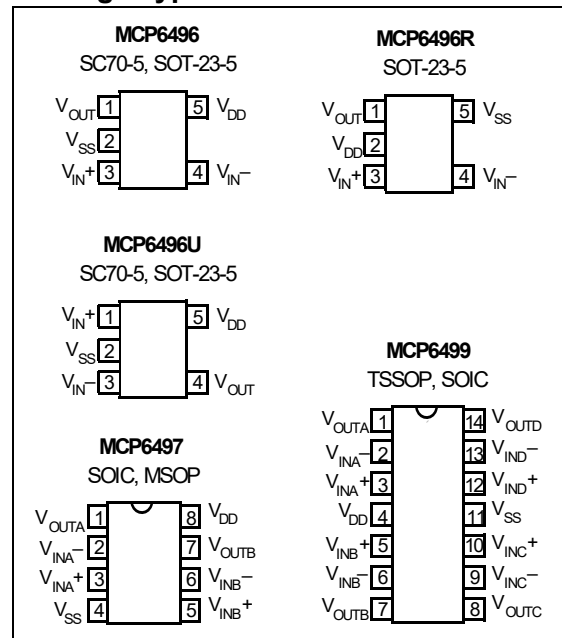 MCP6496
SC70-5, SOT-23-5
VOUT 1 5 VDD
VSS 2
VIN+ 3 4 VIN–
MCP6496R
SOT-23-5
VOUT 1 5 VSS
VDD 2
VIN+ 3 4 VIN–
MCP6496U
SC70-5, SOT-23-5
VIN+ 1 5 VDD
VSS 2
VIN– 3 4 VOUT
MCP6497
SOIC, MSOP
VOUTA 1 8 VDD
VINA– 2 7 VOUTB
VINA+ 3 6 VINB–
VSS 4 5 VINB+
MCP6499
TSSOP, SOIC
VOUTA 1 14 VOUTD
VINA– 2 13 VIND–
VINA+ 3 12 VIND+
VDD 4 11 VSS
VINB+ 5 10 VINC+
VINB– 6 9 VINC–
VOUTB 7 8 VOUTC